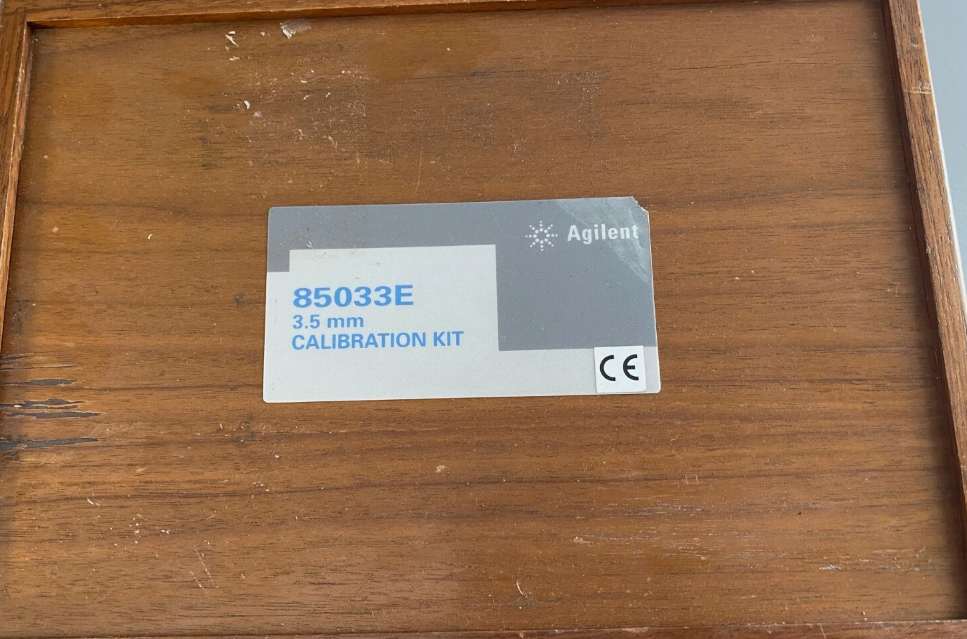 Agilent
85033E
3.5 mm
CALIBRATION KIT
CE